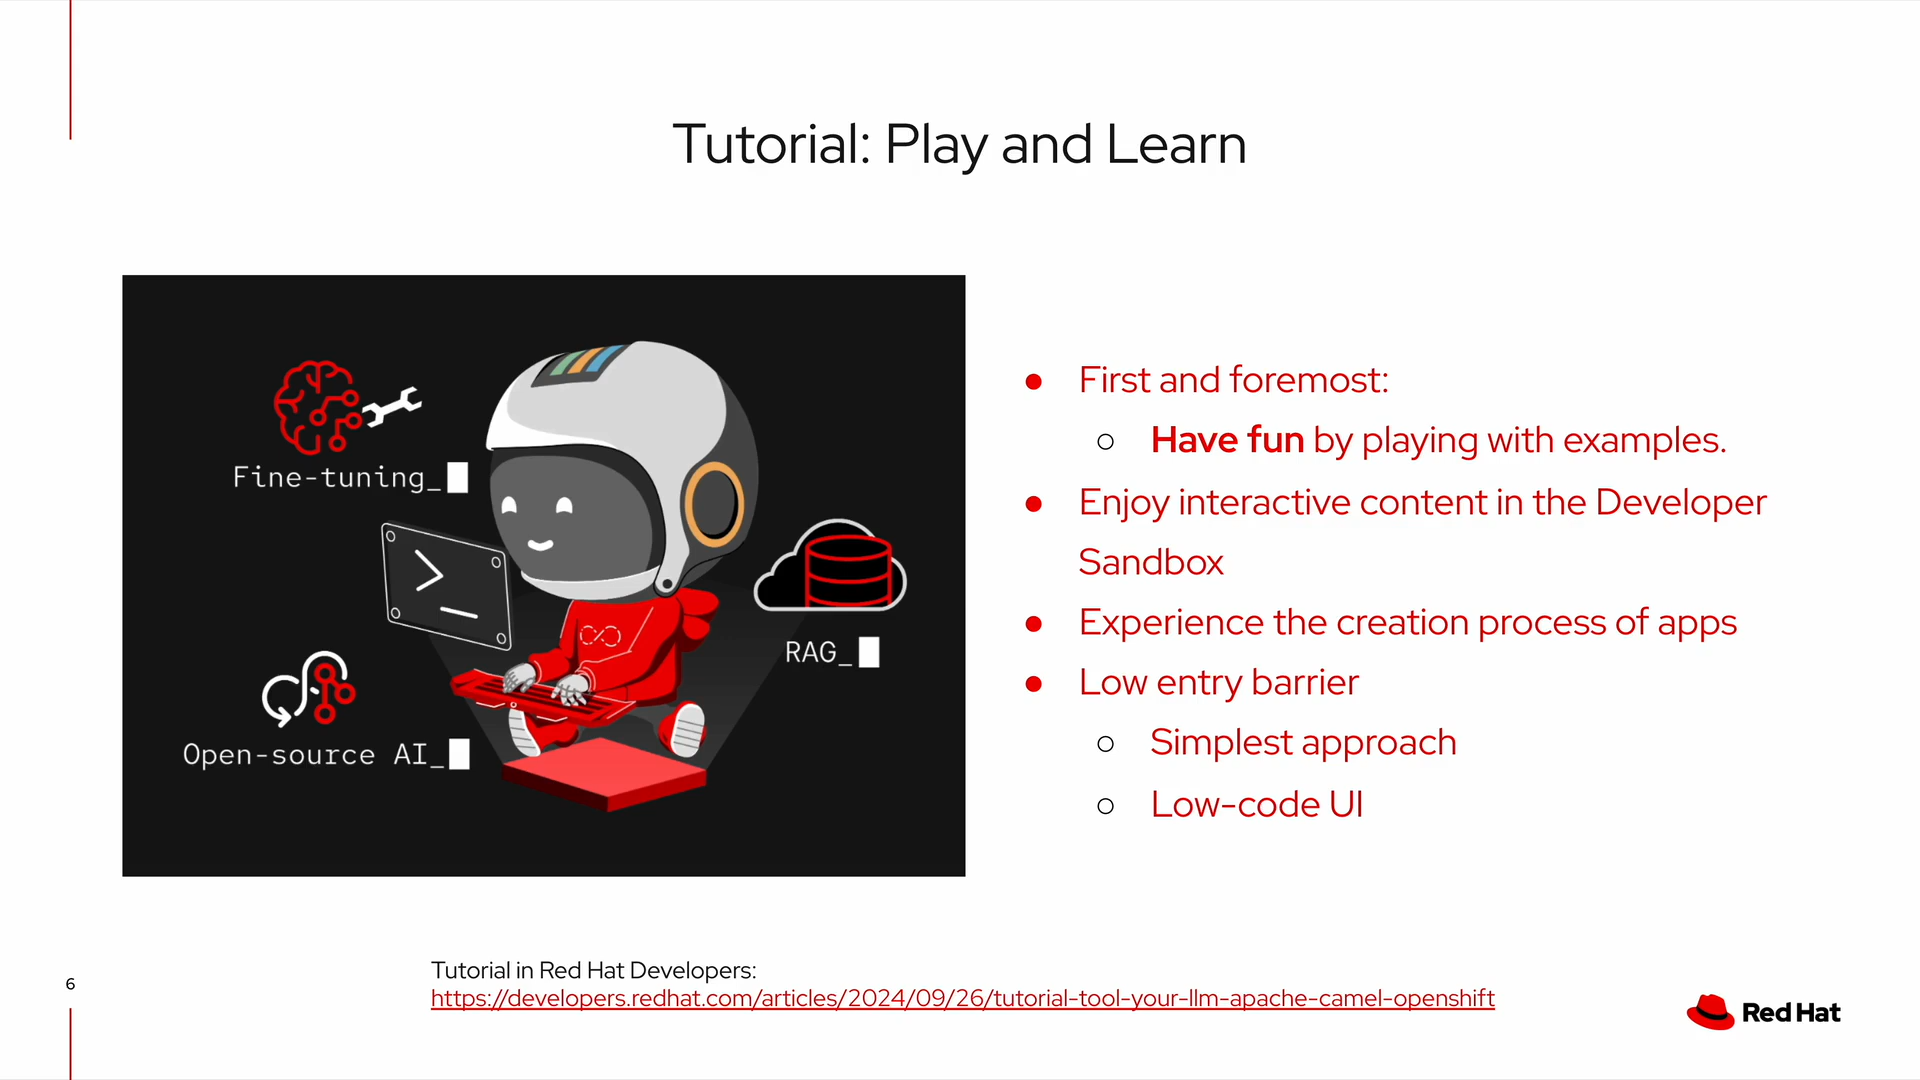 Tutorial: Play and Learn
Fine-tuning_
RAG_
Open-source AI_
● First and foremost:
○ Have fun by playing with examples.
● Enjoy interactive content in the Developer
Sandbox
● Experience the creation process of apps
● Low entry barrier
○ Simplest approach
○ Low-code UI
Tutorial in Red Hat Developers:
https://developers.redhat.com/articles/2024/09/26/tutorial-tool-your-llm-apache-camel-openshift
6
Red Hat